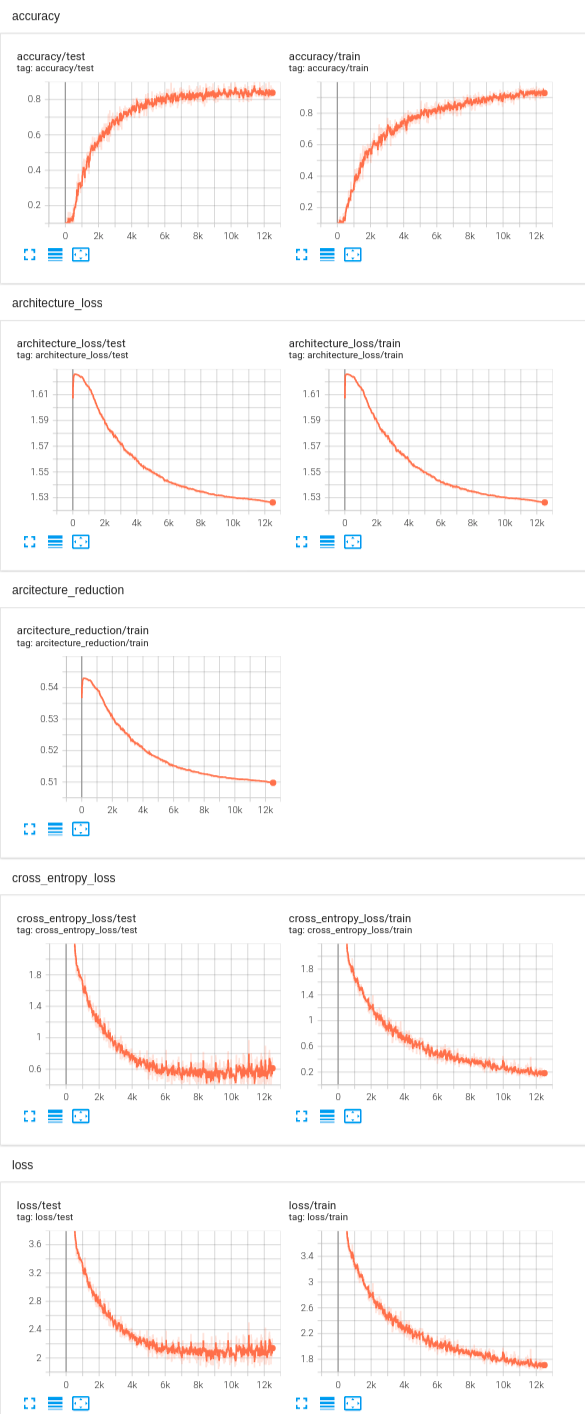 accuracy
accuracy/test
tag: accuracy/test
0.8
0.6
0.4
0.2
0 2k 4k 6k 8k 10k 12k
accuracy/train
tag: accuracy/train
0.8
0.6
0.4
0.2
0 2k 4k 6k 8k 10k 12k
architecture_loss
architecture_loss/test
tag: architecture_loss/test
1.61
1.59
1.57
1.55
1.53
0 2k 4k 6k 8k 10k 12k
architecture_loss/train
tag: architecture_loss/train
1.61
1.59
1.57
1.55
1.53
0 2k 4k 6k 8k 10k 12k
arcitecture_reduction
arcitecture_reduction/train
tag: arcitecture_reduction/train
0.54
0.53
0.52
0.51
0 2k 4k 6k 8k 10k 12k
cross_entropy_loss
cross_entropy_loss/test
tag: cross_entropy_loss/test
1.8
1.4
1
0.6
0 2k 4k 6k 8k 10k 12k
cross_entropy_loss/train
tag: cross_entropy_loss/train
1.8
1.4
1
0.6
0.2
0 2k 4k 6k 8k 10k 12k
loss
loss/test
tag: loss/test
3.6
3.2
2.8
2.4
2
0 2k 4k 6k 8k 10k 12k
loss/train
tag: loss/train
3.4
3
2.6
2.2
1.8
0 2k 4k 6k 8k 10k 12k